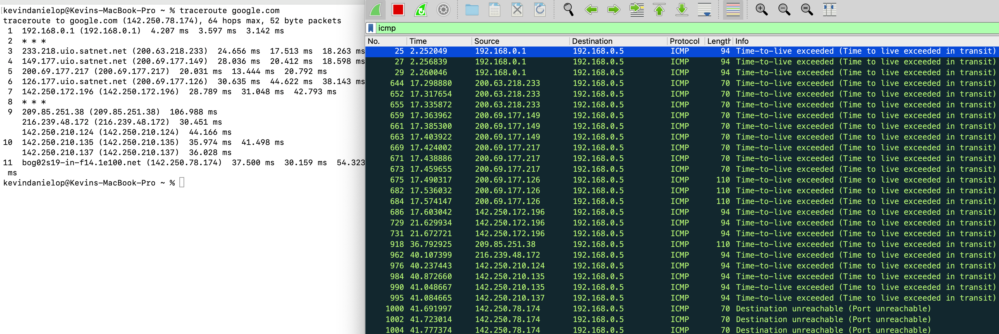 kevindanielop@Kevins-MacBook-Pro ~ % traceroute google.com
traceroute to google.com (142.250.78.174), 64 hops max, 52 byte packets
1 192.168.0.1 (192.168.0.1) 4.207 ms 3.597 ms 3.142 ms
2 * * *
3 233.218.uio.satnet.net (200.63.218.233) 24.656 ms 17.513 ms 18.263 ms
4 149.177.uio.satnet.net (200.69.177.149) 28.036 ms 20.412 ms 18.598 ms
5 200.69.177.217 (200.69.177.217) 20.031 ms 13.444 ms 20.792 ms
6 126.177.uio.satnet.net (200.69.177.126) 30.635 ms 44.622 ms 38.143 ms
7 142.250.172.196 (142.250.172.196) 28.789 ms 31.048 ms 42.793 ms
8 * * *
9 209.85.251.38 (209.85.251.38) 106.988 ms
216.239.48.172 (216.239.48.172) 30.451 ms
142.250.210.124 (142.250.210.124) 44.166 ms
10 142.250.210.135 (142.250.210.135) 35.974 ms 41.498 ms
142.250.210.137 (142.250.210.137) 36.028 ms
11 bog02s19-in-f14.1e100.net (142.250.78.174) 37.500 ms 30.159 ms 54.323
ms
kevindanielop@Kevins-MacBook-Pro ~ %
icmp
No. Time Source Destination Protocol Length Info
25 2.252049 192.168.0.1 192.168.0.5 ICMP 94 Time-to-live exceeded (Time to live exceeded in transit)
27 2.256839 192.168.0.1 192.168.0.5 ICMP 94 Time-to-live exceeded (Time to live exceeded in transit)
29 2.260046 192.168.0.1 192.168.0.5 ICMP 94 Time-to-live exceeded (Time to live exceeded in transit)
644 17.298880 200.63.218.233 192.168.0.5 ICMP 70 Time-to-live exceeded (Time to live exceeded in transit)
652 17.317654 200.63.218.233 192.168.0.5 ICMP 70 Time-to-live exceeded (Time to live exceeded in transit)
655 17.335872 200.63.218.233 192.168.0.5 ICMP 70 Time-to-live exceeded (Time to live exceeded in transit)
659 17.363962 200.69.177.149 192.168.0.5 ICMP 70 Time-to-live exceeded (Time to live exceeded in transit)
661 17.385300 200.69.177.149 192.168.0.5 ICMP 70 Time-to-live exceeded (Time to live exceeded in transit)
663 17.403922 200.69.177.149 192.168.0.5 ICMP 70 Time-to-live exceeded (Time to live exceeded in transit)
669 17.424002 200.69.177.217 192.168.0.5 ICMP 70 Time-to-live exceeded (Time to live exceeded in transit)
671 17.438886 200.69.177.217 192.168.0.5 ICMP 70 Time-to-live exceeded (Time to live exceeded in transit)
673 17.459655 200.69.177.217 192.168.0.5 ICMP 70 Time-to-live exceeded (Time to live exceeded in transit)
675 17.490317 200.69.177.126 192.168.0.5 ICMP 110 Time-to-live exceeded (Time to live exceeded in transit)
682 17.536032 200.69.177.126 192.168.0.5 ICMP 110 Time-to-live exceeded (Time to live exceeded in transit)
684 17.574147 200.69.177.126 192.168.0.5 ICMP 110 Time-to-live exceeded (Time to live exceeded in transit)
686 17.603042 142.250.172.196 192.168.0.5 ICMP 94 Time-to-live exceeded (Time to live exceeded in transit)
729 21.629934 142.250.172.196 192.168.0.5 ICMP 94 Time-to-live exceeded (Time to live exceeded in transit)
731 21.672721 142.250.172.196 192.168.0.5 ICMP 94 Time-to-live exceeded (Time to live exceeded in transit)
918 36.792925 209.85.251.38 192.168.0.5 ICMP 110 Time-to-live exceeded (Time to live exceeded in transit)
962 40.107399 216.239.48.172 192.168.0.5 ICMP 94 Time-to-live exceeded (Time to live exceeded in transit)
976 40.237443 142.250.210.124 192.168.0.5 ICMP 94 Time-to-live exceeded (Time to live exceeded in transit)
984 40.872660 142.250.210.135 192.168.0.5 ICMP 94 Time-to-live exceeded (Time to live exceeded in transit)
990 41.048667 142.250.210.135 192.168.0.5 ICMP 94 Time-to-live exceeded (Time to live exceeded in transit)
995 41.084665 142.250.210.137 192.168.0.5 ICMP 94 Time-to-live exceeded (Time to live exceeded in transit)
1000 41.691997 142.250.78.174 192.168.0.5 ICMP 70 Destination unreachable (Port unreachable)
1002 41.723014 142.250.78.174 192.168.0.5 ICMP 70 Destination unreachable (Port unreachable)
1004 41.777374 142.250.78.174 192.168.0.5 ICMP 70 Destination unreachable (Port unreachable)